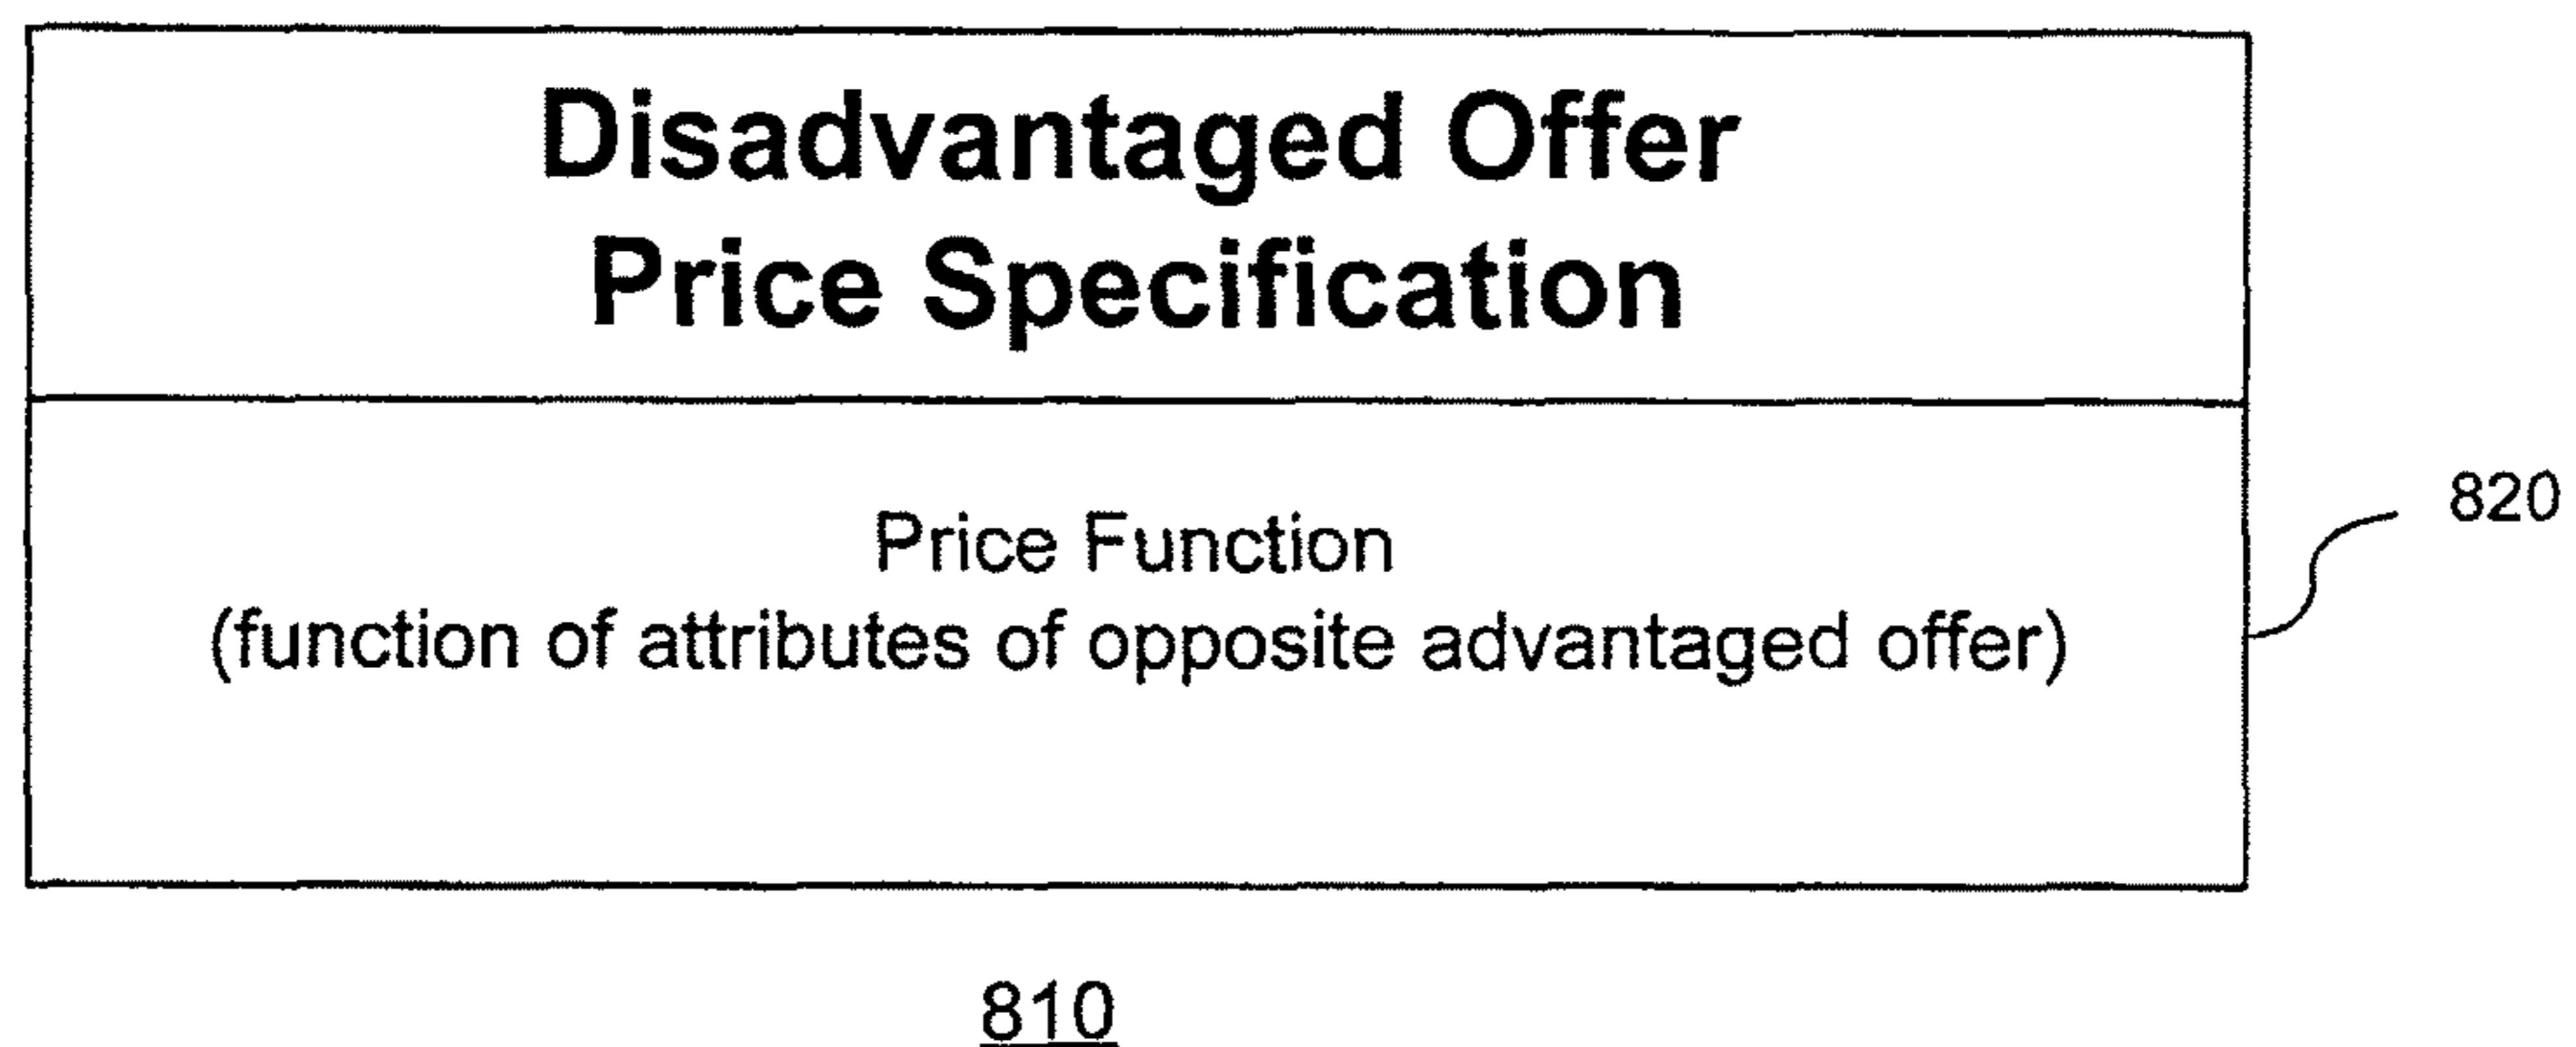 Disadvantaged Offer
Price Specification
Price Function
(function of attributes of opposite advantaged offer)
820
810